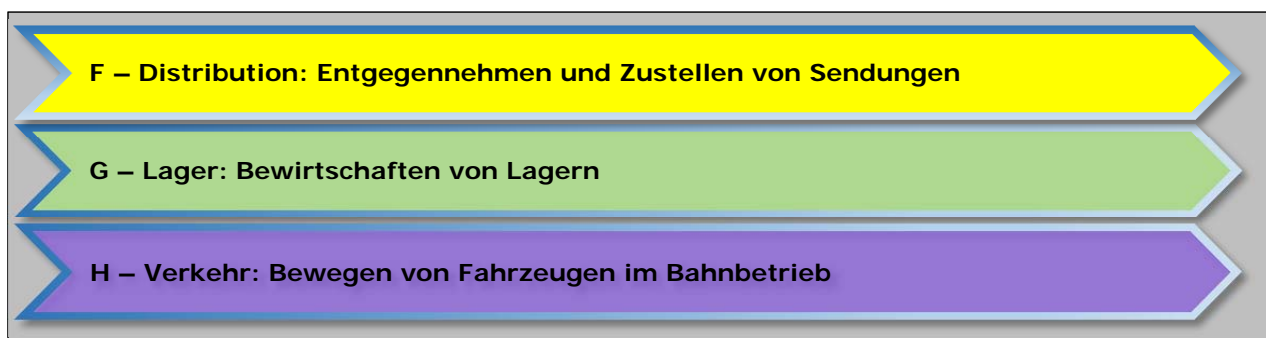 F – Distribution: Entgegennehmen und Zustellen von Sendungen
G – Lager: Bewirtschaften von Lagern
H – Verkehr: Bewegen von Fahrzeugen im Bahnbetrieb